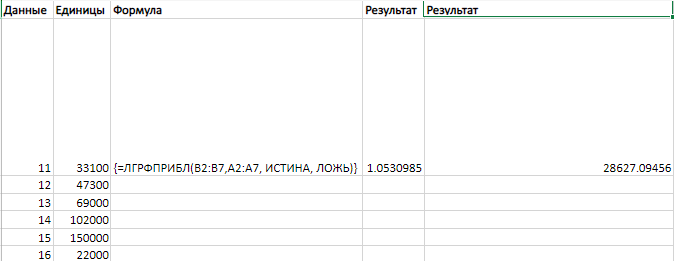 Данные Единицы Формула Результат Результат
11 33100 {=ЛГРФПРИБЛ(B2:B7,A2:A7, ИСТИНА, ЛОЖЬ)} 1.0530985 28627.09456
12 47300
13 69000
14 102000
15 150000
16 22000